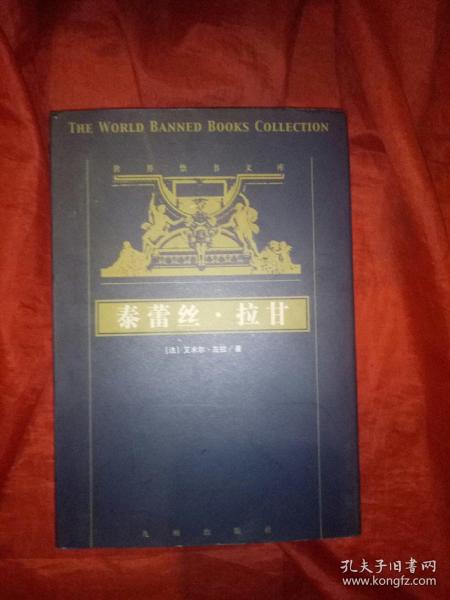 THE WORLD BANNED BOOKS COLLECTION
世界禁书文库
泰蕾丝·拉甘
[法] 艾米尔·左拉/著
九州出版社
孔夫子旧书网
www.kongfz.com